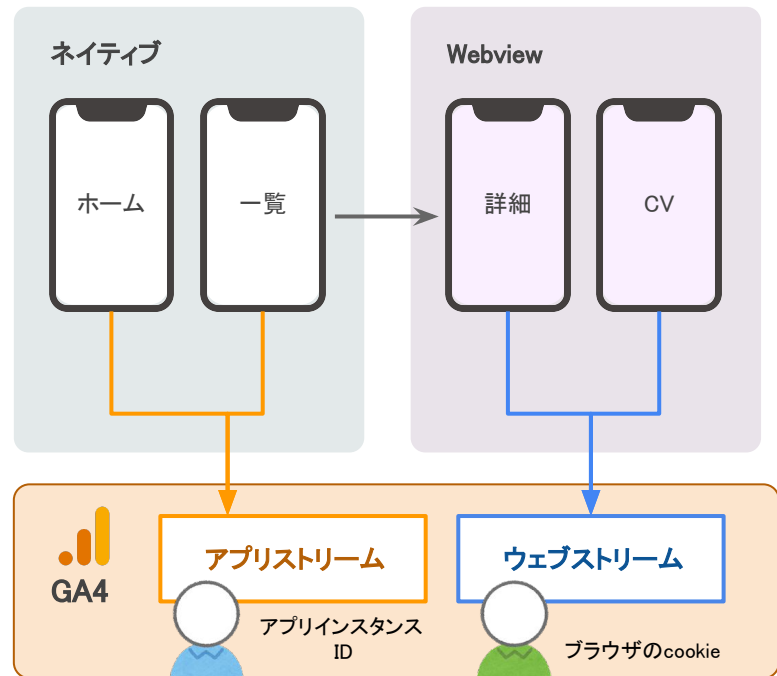 ネイティブ
Webview
ホーム
一覧
詳細
CV
アプリストリーム
ウェブストリーム
GA4
アプリインスタンス
ID
ブラウザのcookie